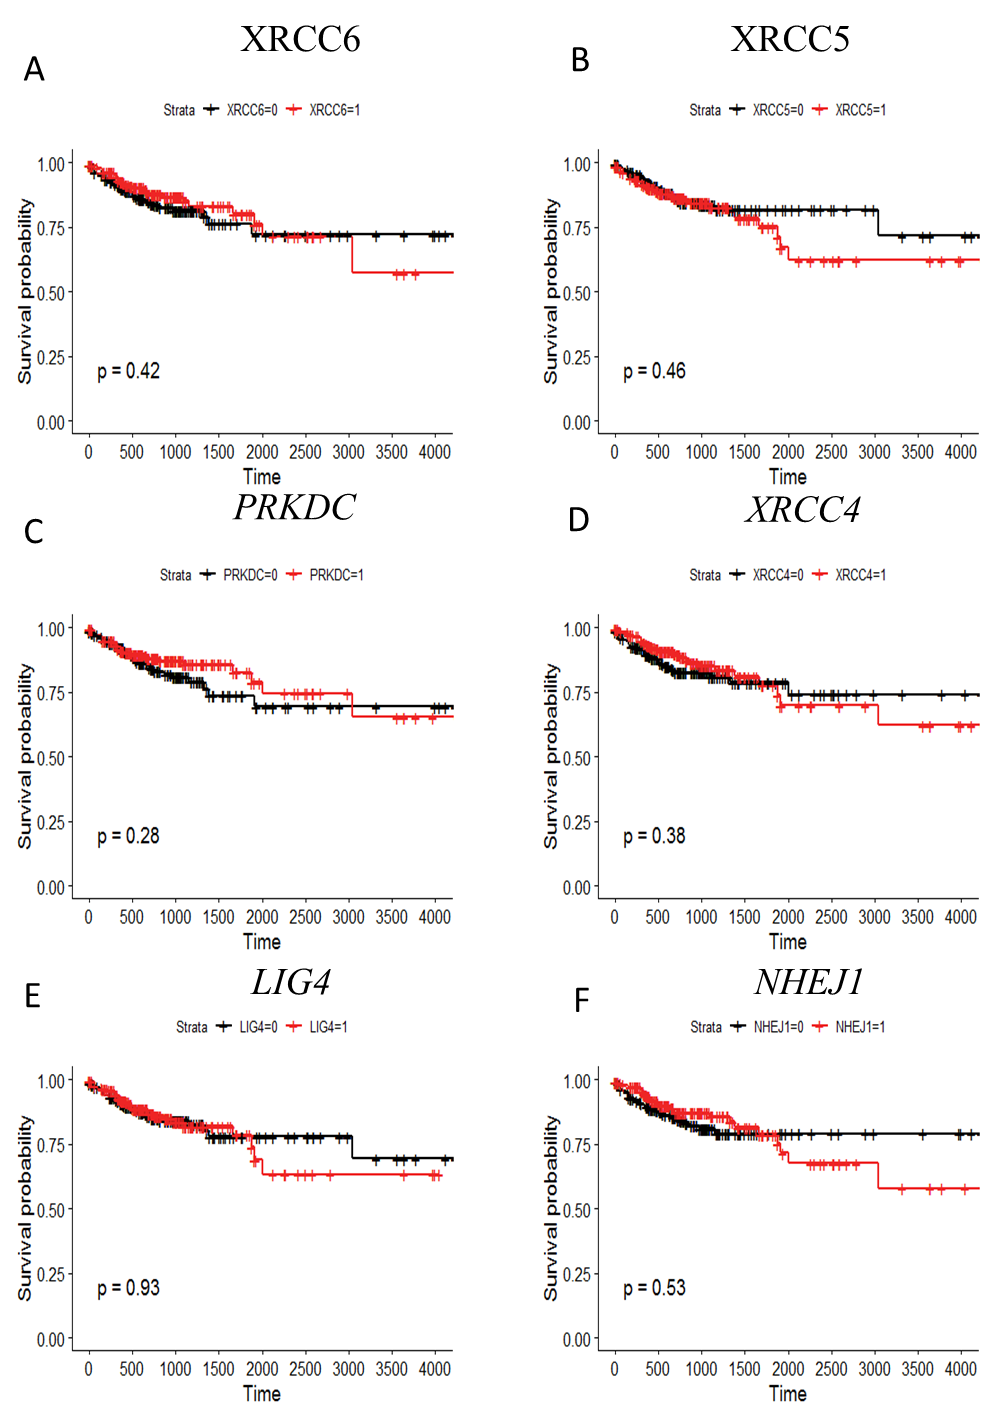 XRCC6
A
Strata XRCC6=0 XRCC6=1
Survival probability
1.00
0.75
0.50
0.25
0.00
p = 0.42
0 500 1000 1500 2000 2500 3000 3500 4000
Time
XRCC5
B
Strata XRCC5=0 XRCC5=1
Survival probability
1.00
0.75
0.50
0.25
0.00
p = 0.46
0 500 1000 1500 2000 2500 3000 3500 4000
Time
PRKDC
C
Strata PRKDC=0 PRKDC=1
Survival probability
1.00
0.75
0.50
0.25
0.00
p = 0.28
0 500 1000 1500 2000 2500 3000 3500 4000
Time
XRCC4
D
Strata XRCC4=0 XRCC4=1
Survival probability
1.00
0.75
0.50
0.25
0.00
p = 0.38
0 500 1000 1500 2000 2500 3000 3500 4000
Time
LIG4
E
Strata LIG4=0 LIG4=1
Survival probability
1.00
0.75
0.50
0.25
0.00
p = 0.93
0 500 1000 1500 2000 2500 3000 3500 4000
Time
NHEJ1
F
Strata NHEJ1=0 NHEJ1=1
Survival probability
1.00
0.75
0.50
0.25
0.00
p = 0.53
0 500 1000 1500 2000 2500 3000 3500 4000
Time